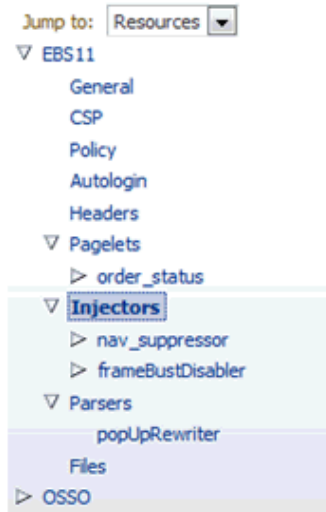 Jump to: Resources
EBS11
General
CSP
Policy
Autologin
Headers
Pagelets
order_status
Injectors
nav_suppressor
frameBustDisabler
Parsers
popUpRewriter
Files
OSSO